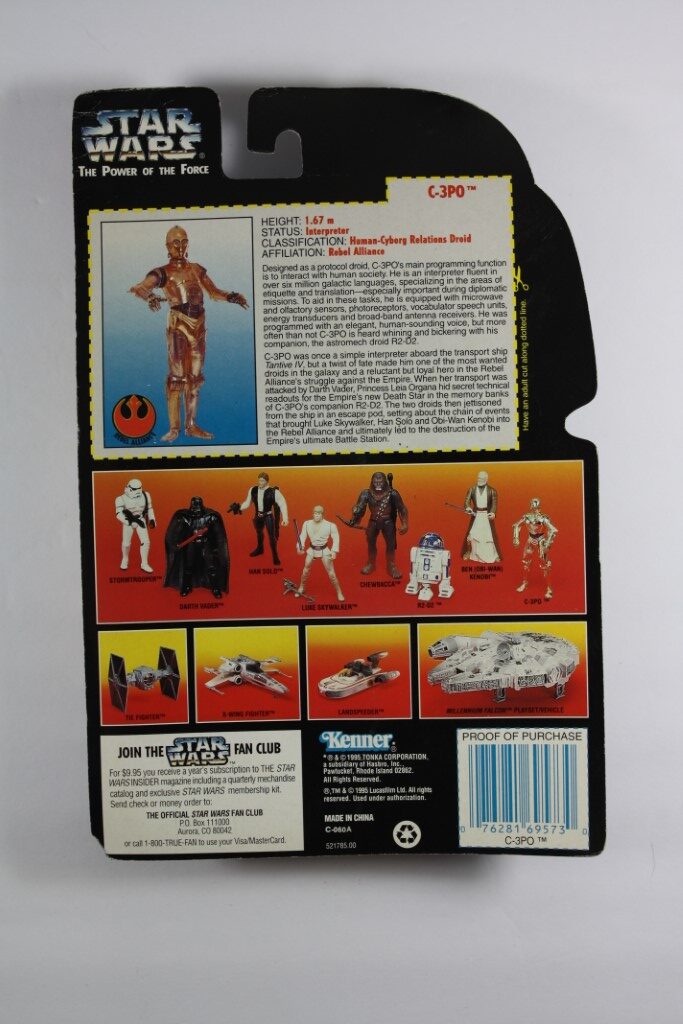 STAR
WARS®
THE POWER OF THE FORCE
C-3PO™
HEIGHT: 1.67 m
STATUS: Interpreter
CLASSIFICATION: Human-Cyborg Relations Droid
AFFILIATION: Rebel Alliance
Designed as a protocol droid, C-3PO's main programming function
is to interact with human society. He is an interpreter fluent in
over six million galactic languages, specializing in the areas of
etiquette and translation—especially important during diplomatic
missions. To aid in these tasks, he is equipped with microwave
and olfactory sensors, photoreceptors, vocabulator speech units,
energy transducers and broad-band antenna receivers. He was
programmed with an elegant, human-sounding voice, but more
often than not C-3PO is heard whining and bickering with his
companion, the astromech droid R2-D2.
C-3PO was once a simple interpreter aboard the transport ship
Tantive IV, but a twist of fate made him one of the most wanted
droids in the galaxy and a reluctant but loyal hero in the Rebel
Alliance's struggle against the Empire. When her transport was
attacked by Darth Vader, Princess Leia Organa hid secret technical
readouts for the Empire's new Death Star in the memory banks
of C-3PO's companion R2-D2. The two droids then jettisoned
from the ship in an escape pod, setting about the chain of events
that brought Luke Skywalker, Han Solo and Obi-Wan Kenobi into
the Rebel Alliance and ultimately led to the destruction of the
Empire's ultimate Battle Station.
REBEL ALLIANCE
Have an adult cut along dotted line.
STORMTROOPER™
DARTH VADER™
HAN SOLO™
LUKE SKYWALKER™
CHEWBACCA™
R2-D2™
BEN (OBI-WAN)
KENOBI™
C-3PO™
TIE FIGHTER™
X-WING FIGHTER™
LANDSPEEDER™
MILLENNIUM FALCON™ PLAYSET/VEHICLE
JOIN THE STAR WARS™ FAN CLUB
For $9.95 you receive a year's subscription to THE STAR
WARS INSIDER magazine including a quarterly merchandise
catalog and exclusive STAR WARS membership kit.
Send check or money order to:
THE OFFICIAL STAR WARS FAN CLUB
P.O. Box 111000
Aurora, CO 80042
or call 1-800-TRUE-FAN to use your Visa/MasterCard.
Kenner®
*® & © 1995 TONKA CORPORATION,
a subsidiary of Hasbro, Inc.,
Pawtucket, Rhode Island 02862.
All Rights Reserved.
®,™ & © 1995 Lucasfilm Ltd. All rights
reserved. Used under authorization.
MADE IN CHINA
C-060A
521785.00
PROOF OF PURCHASE
0 76281 69573 0
C-3PO ™